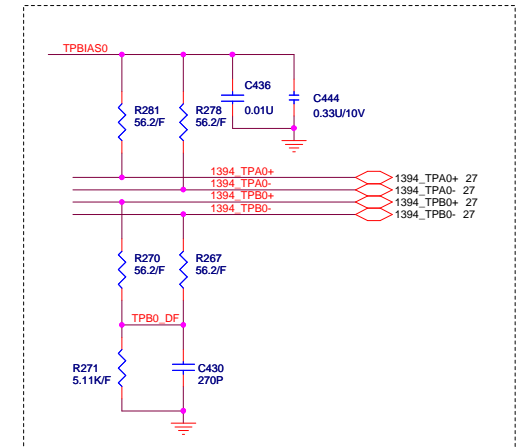 TPBIAS0
C436
0.01U
C444
0.33U/10V
R281
56.2/F
R278
56.2/F
1394_TPA0+
1394_TPA0-
1394_TPB0+
1394_TPB0-
1394_TPA0+ 27
1394_TPA0- 27
1394_TPB0+ 27
1394_TPB0- 27
R270
56.2/F
R267
56.2/F
TPB0_DF
R271
5.11K/F
C430
270P